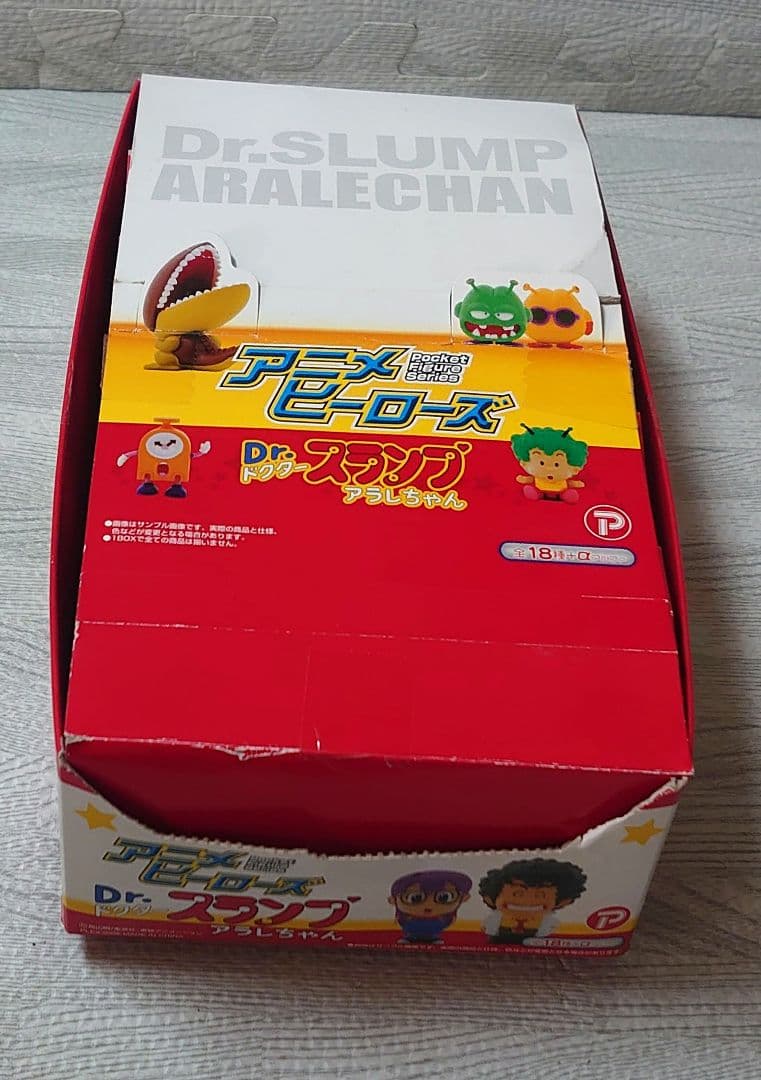 Dr.SLUMP
ARALECHAN
アニメ
ヒーローズ
Pocket
Figure
Series
Dr.
ドクター
スランプ
アラレちゃん
●画像はサンプル画像です。実際の商品と仕様、
色などが変更となる場合があります。
●1BOXで全ての商品は揃いません。
P
全18種+α
アニメ
ヒーローズ
Dr.
ドクター
スランプ
アラレちゃん
P